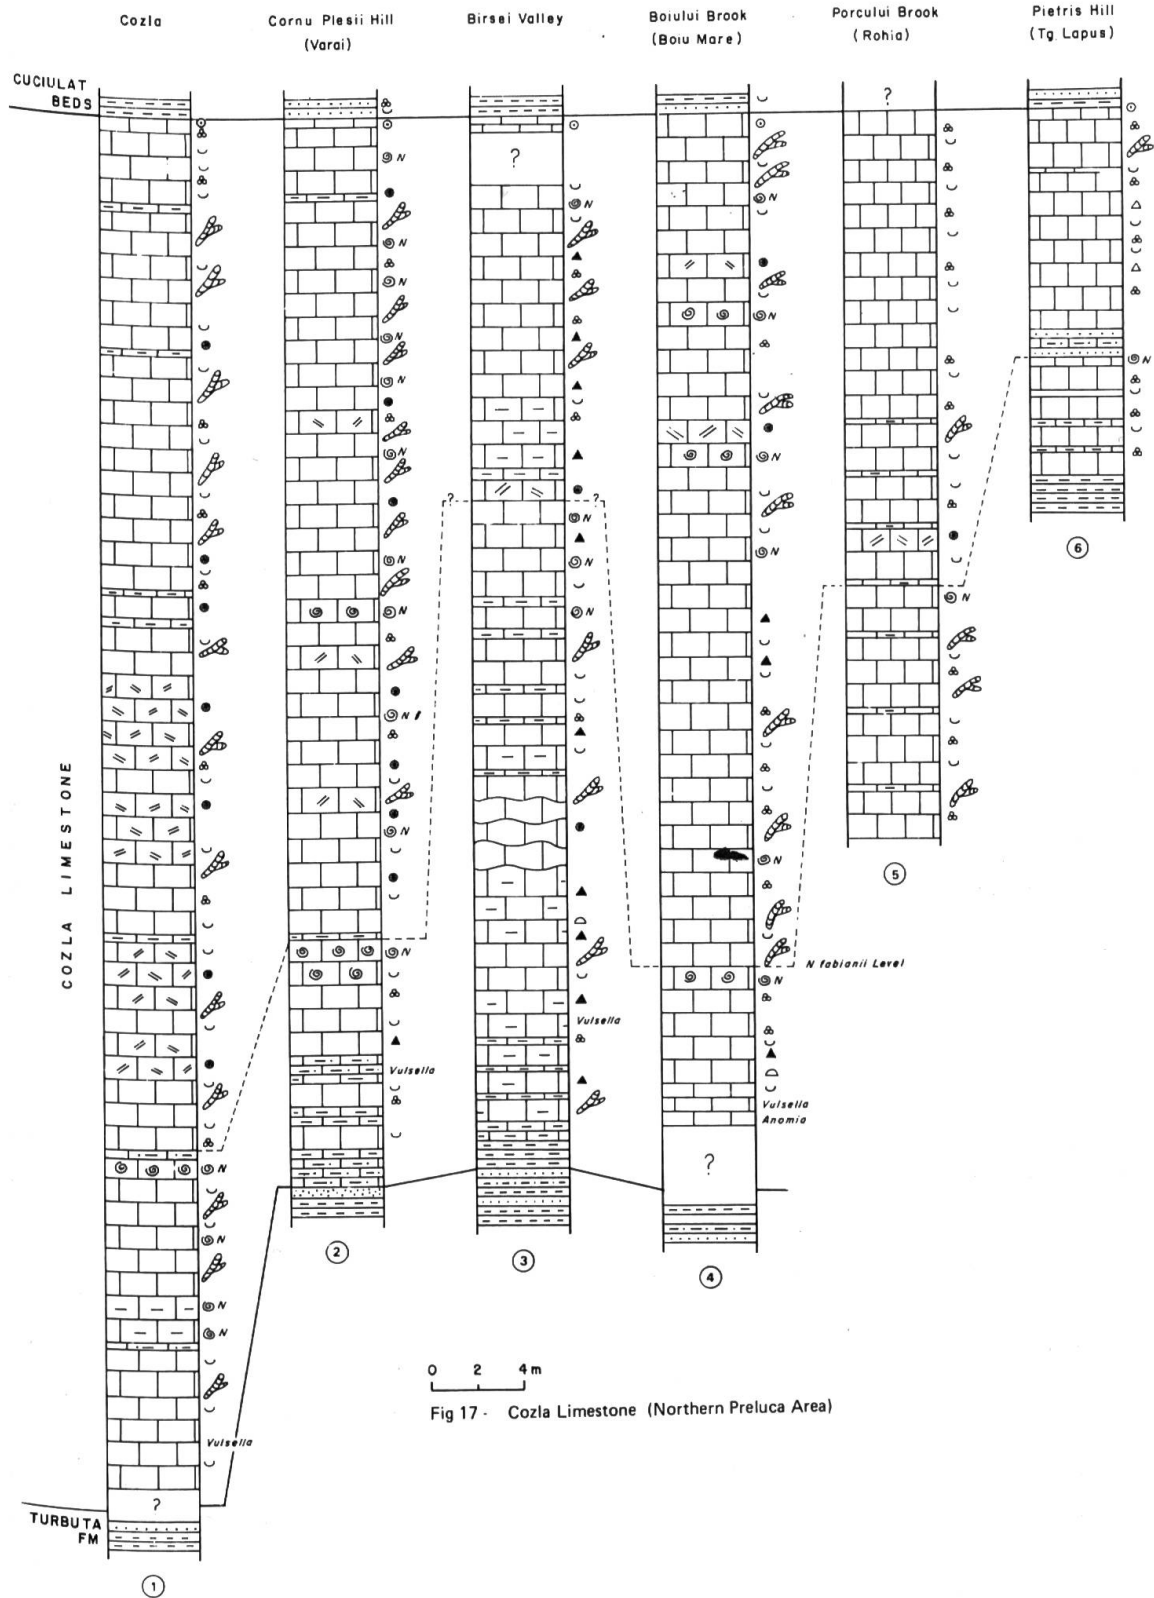 Cozla
Cornu Plesii Hill
(Varai)
Birsei Valley
Boiului Brook
(Boiu Mare)
Porcului Brook
(Rohia)
Pietris Hill
(Tg. Lapus)
CUCIULAT
BEDS
?
?
N
N
N
N
N
N
N
N
N
N
N
?
N
N
N
N
?
N
N
N
N
N
N
N
N
N
COZLA LIMESTONE
N fabianii Level
Vulsella
Vulsella
Vulsella
Anomia
?
N
N
N
N
Vulsella
?
TURBUTA
FM
1
2
3
4
5
6
0 2 4 m
Fig 17 - Cozla Limestone (Northern Preluca Area)